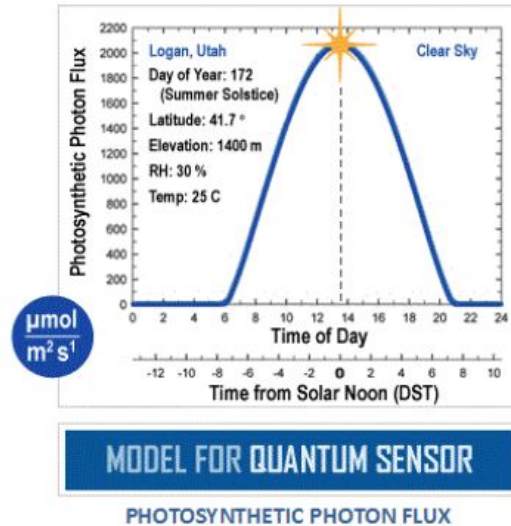 2200
2000
1800
1600
1400
1200
1000
800
600
400
200
0
Photosynthetic Photon Flux
Logan, Utah
Clear Sky
Day of Year: 172
(Summer Solstice)
Latitude: 41.7 °
Elevation: 1400 m
RH: 30 %
Temp: 25 C
0 2 4 6 8 10 12 14 16 18 20 22 24
Time of Day
µmol
m² s¹
-12 -10 -8 -6 -4 -2 0 2 4 6 8 10
Time from Solar Noon (DST)
MODEL FOR QUANTUM SENSOR
PHOTOSYNTHETIC PHOTON FLUX